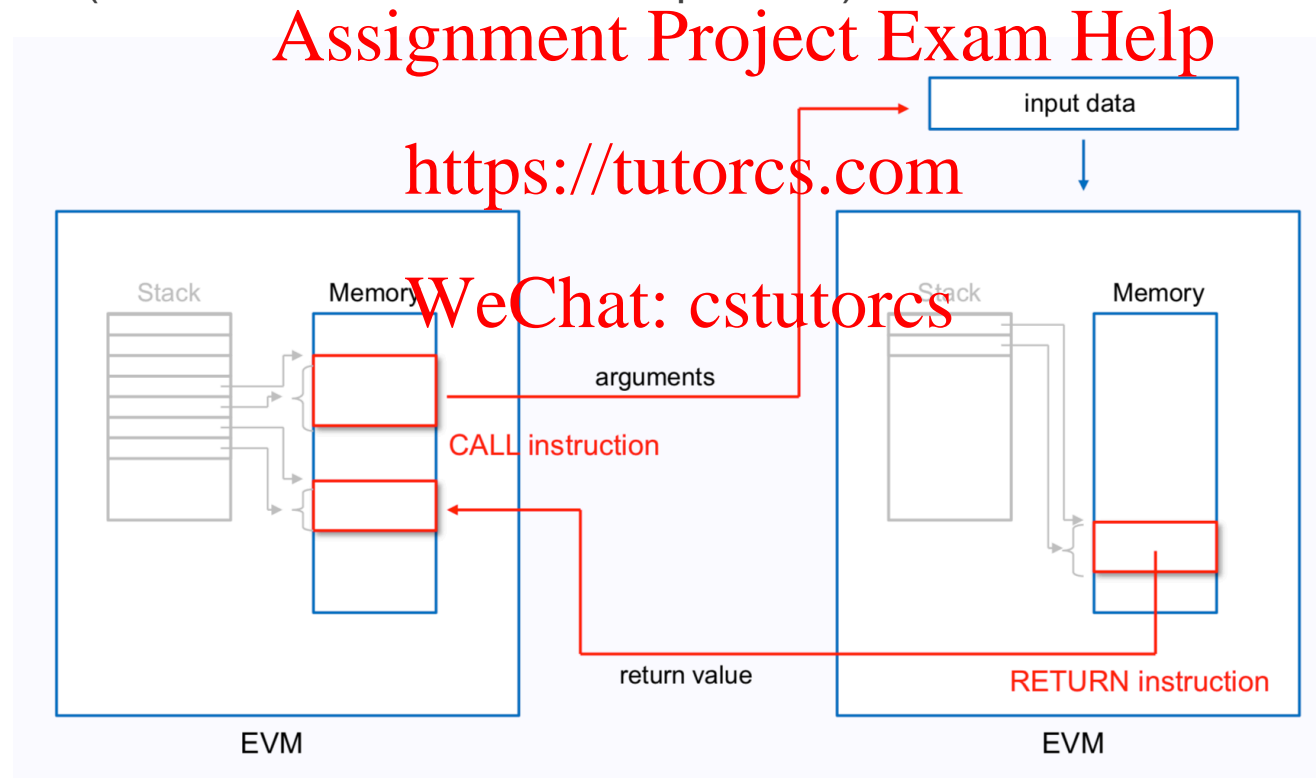 Assignment Project Exam Help
input data
https://tutorcs.com
Stack
Memory
WeChat: cstutorcs
Stack
Memory
arguments
CALL instruction
return value
RETURN instruction
EVM
EVM